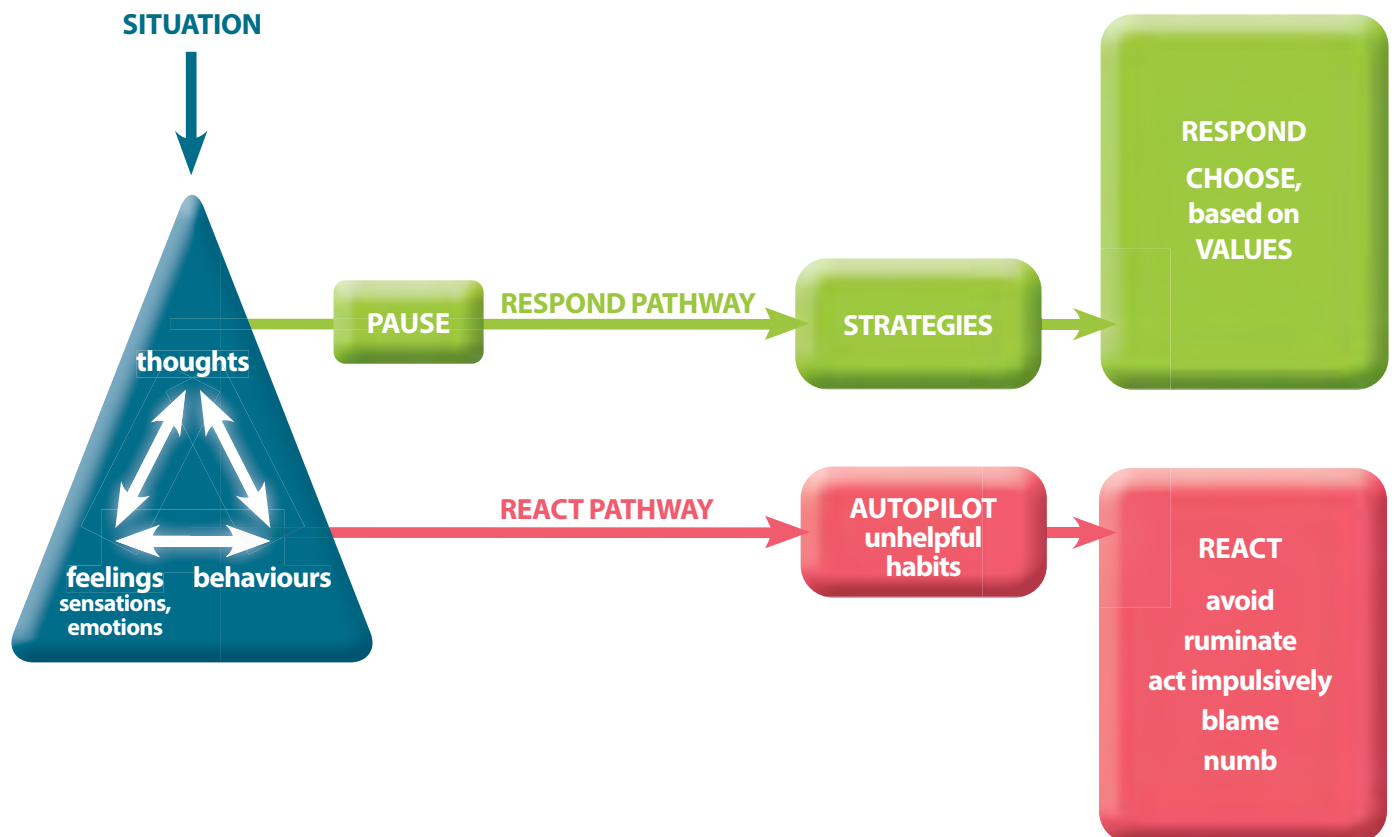 SITUATION
thoughts
feelings
sensations,
emotions
behaviours
PAUSE
RESPOND PATHWAY
STRATEGIES
RESPOND
CHOOSE,
based on
VALUES
REACT PATHWAY
AUTOPILOT
unhelpful
habits
REACT
avoid
ruminate
act impulsively
blame
numb